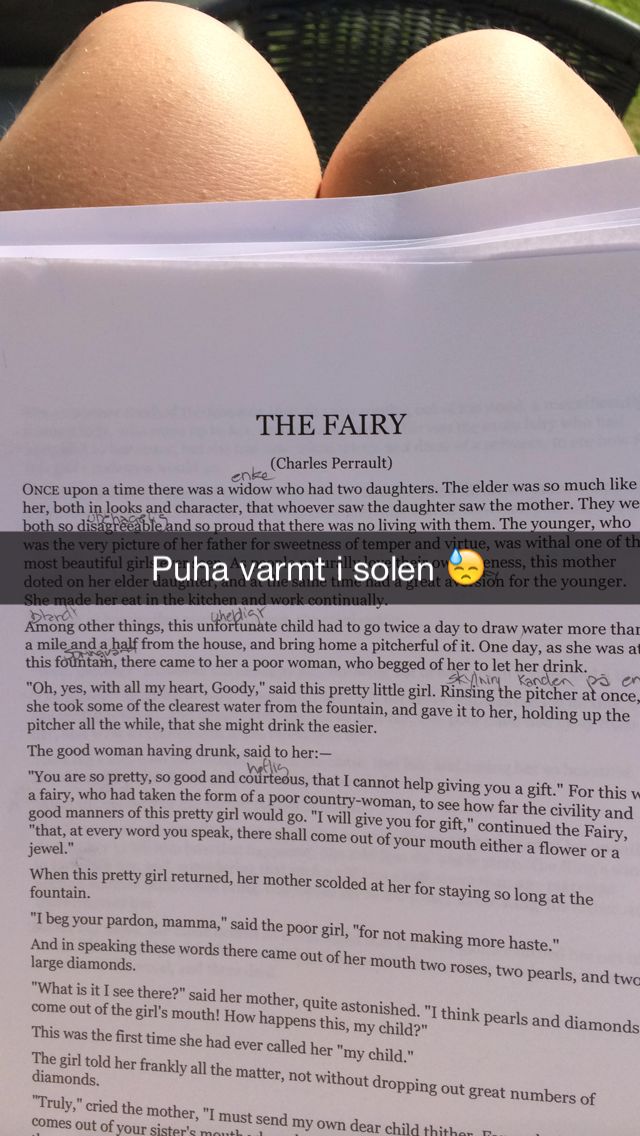 THE FAIRY
(Charles Perrault)
enke
ONCE upon a time there was a widow who had two daughters. The elder was so much like
her, both in looks and character, that whoever saw the daughter saw the mother. They we
both so disagreeable and so proud that there was no living with them. The younger, who
was the very picture of her father for sweetness of temper and virtue, was withal one of th
most beautiful girls
Puha varmt i solen 😓
eness, this mother
doted on her elder daughter, and at the same time had a great aversion for the younger.
She made her eat in the kitchen and work continually.
blandt uheldigt
Among other things, this unfortunate child had to go twice a day to draw water more than
a mile and a half from the house, and bring home a pitcherful of it. One day, as she was at
this fountain, there came to her a poor woman, who begged of her to let her drink.
kanden på en
"Oh, yes, with all my heart, Goody," said this pretty little girl. Rinsing the pitcher at once,
she took some of the clearest water from the fountain, and gave it to her, holding up the
pitcher all the while, that she might drink the easier.
The good woman having drunk, said to her:—
høflig
"You are so pretty, so good and courteous, that I cannot help giving you a gift." For this w
a fairy, who had taken the form of a poor country-woman, to see how far the civility and
good manners of this pretty girl would go. "I will give you for gift," continued the Fairy,
"that, at every word you speak, there shall come out of your mouth either a flower or a
jewel."
When this pretty girl returned, her mother scolded at her for staying so long at the
fountain.
"I beg your pardon, mamma," said the poor girl, "for not making more haste."
And in speaking these words there came out of her mouth two roses, two pearls, and two
large diamonds.
"What is it I see there?" said her mother, quite astonished. "I think pearls and diamonds
come out of the girl's mouth! How happens this, my child?"
This was the first time she had ever called her "my child."
The girl told her frankly all the matter, not without dropping out great numbers of
diamonds.
"Truly," cried the mother, "I must send my own dear child thither.
comes out of your sister's mouth